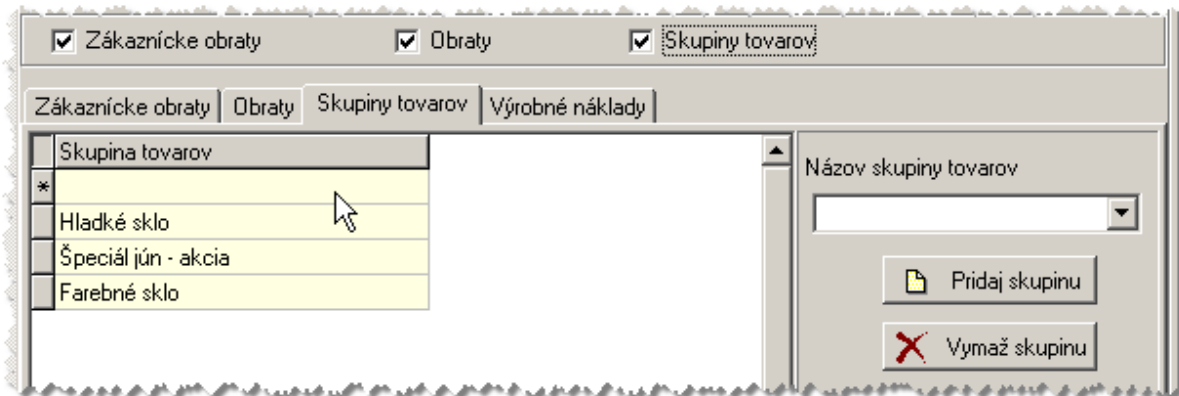 Zákaznícke obraty Obraty Skupiny tovarov
Zákaznícke obraty Obraty Skupiny tovarov Výrobné náklady
Skupina tovarov
*
Hladké sklo
Špeciál jún - akcia
Farebné sklo
Názov skupiny tovarov
Pridaj skupinu
Vymaž skupinu